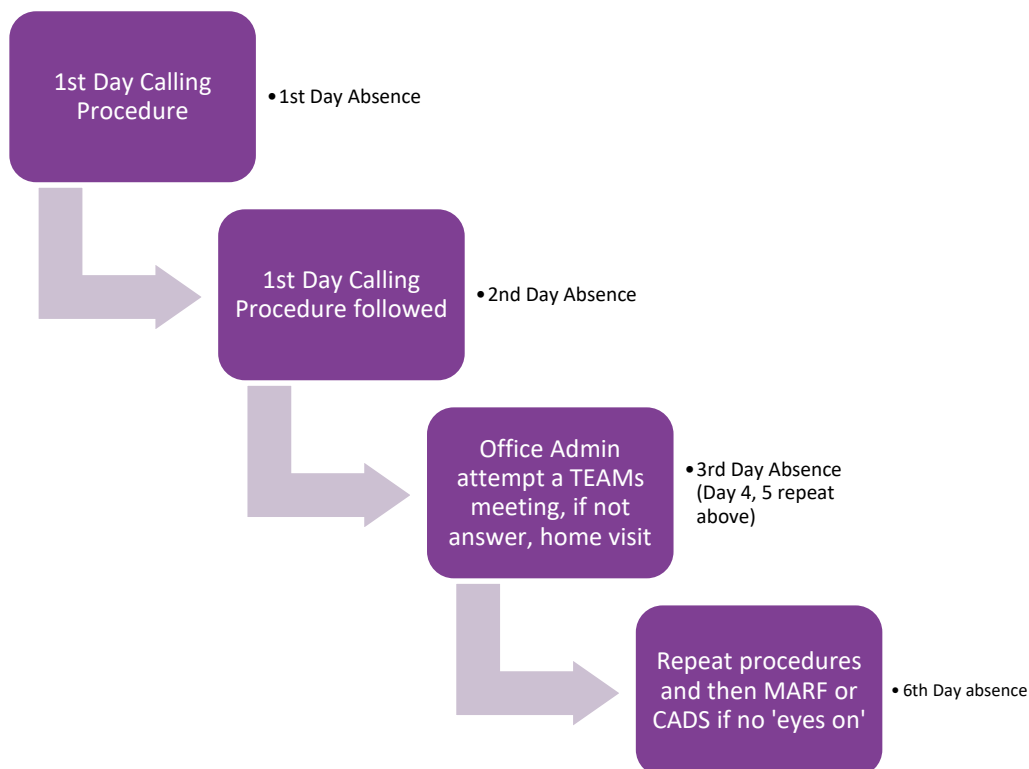 1st Day Calling
Procedure
•1st Day Absence
1st Day Calling
Procedure followed
•2nd Day Absence
Office Admin
attempt a TEAMs
meeting, if not
answer, home visit
•3rd Day Absence
(Day 4, 5 repeat
above)
Repeat procedures
and then MARF or
CADS if no 'eyes on'
•6th Day absence